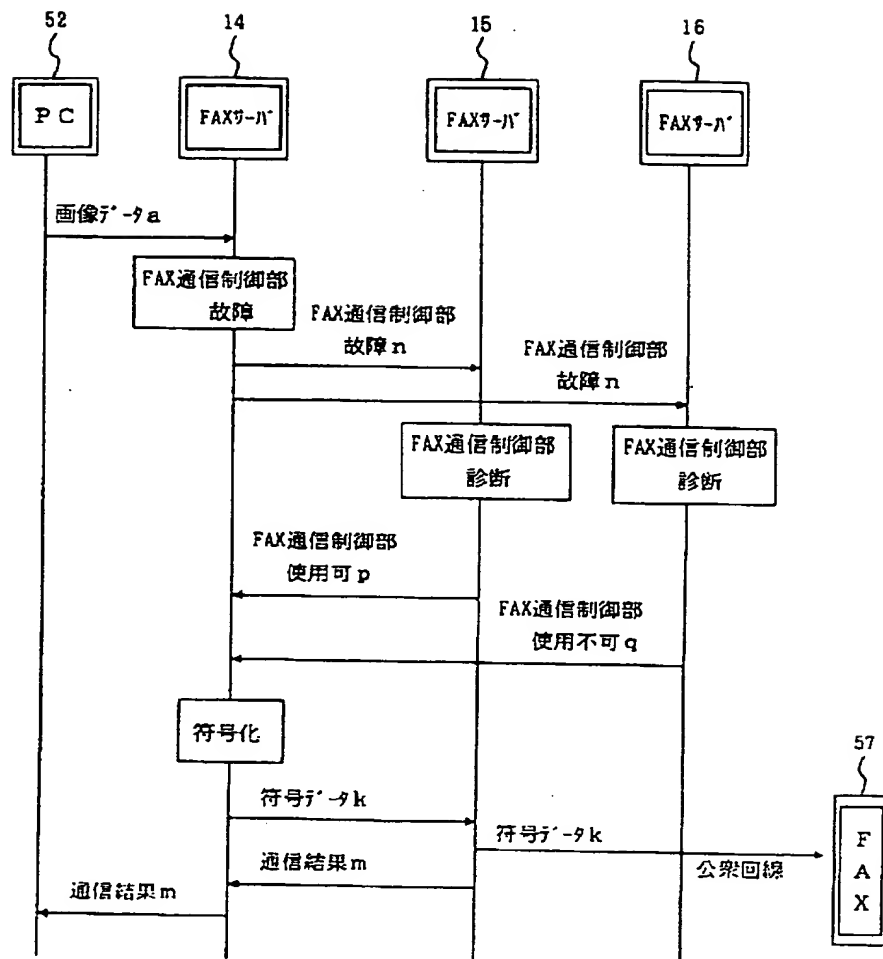 52
14
15
16
PC
FAXサーバ
FAXサーバ
FAXサーバ
画像データa
FAX通信制御部
故障
FAX通信制御部
故障n
FAX通信制御部
故障n
FAX通信制御部
診断
FAX通信制御部
診断
FAX通信制御部
使用可p
FAX通信制御部
使用不可q
符号化
57
符号データk
符号データk
公衆回線
通信結果m
通信結果m
FAX